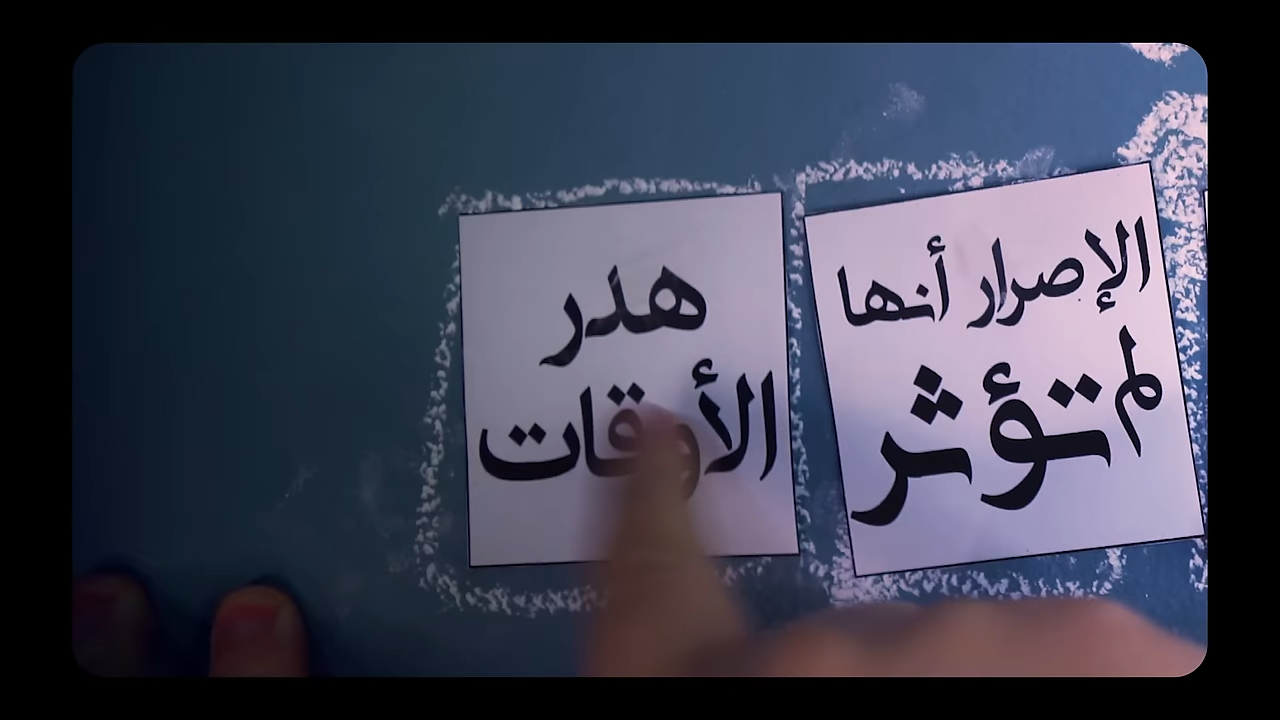 الإصرار أنها
لم تؤثر
هدر
الأوقات